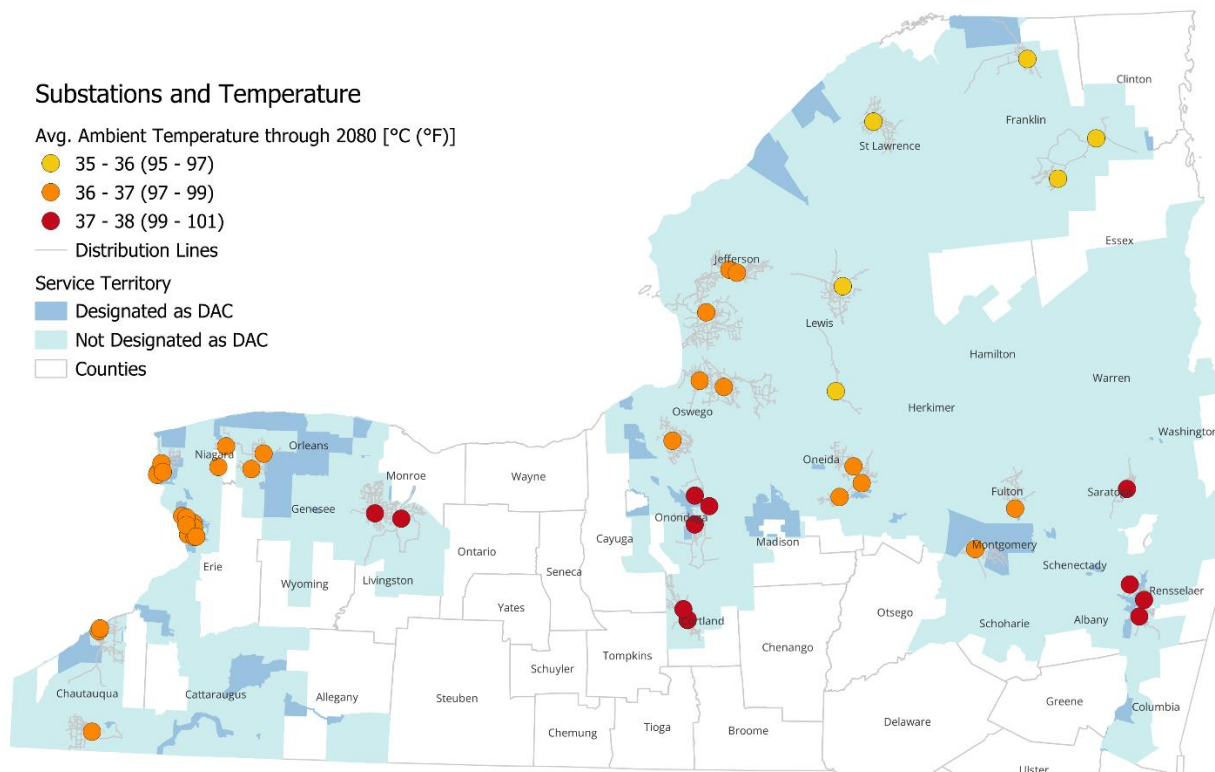 Substations and Temperature
Avg. Ambient Temperature through 2080 [°C (°F)]
35 - 36 (95 - 97)
36 - 37 (97 - 99)
37 - 38 (99 - 101)
Distribution Lines
Service Territory
Designated as DAC
Not Designated as DAC
Counties
Clinton
Franklin
St Lawrence
Essex
Jefferson
Lewis
Hamilton
Warren
Herkimer
Oswego
Washington
Orleans
Niagara
Monroe
Wayne
Oneida
Fulton
Saratoga
Genesee
Onondaga
Cayuga
Madison
Montgomery
Ontario
Erie
Wyoming
Livingston
Seneca
Schenectady
Rensselaer
Yates
Otsego
Schoharie
Albany
Cortland
Tompkins
Chenango
Schuyler
Chautauqua
Cattaraugus
Allegany
Steuben
Greene
Columbia
Delaware
Chemung
Tioga
Broome
Ulster